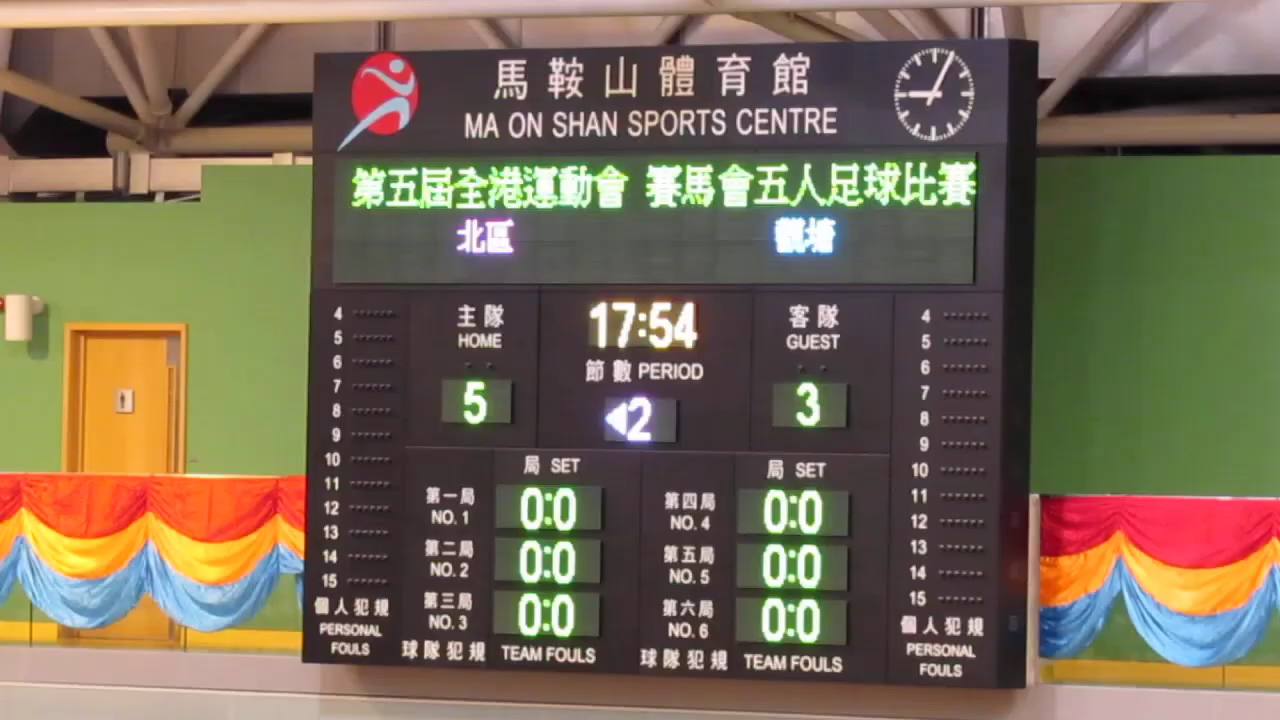 馬鞍山體育館
MA ON SHAN SPORTS CENTRE
第五屆全港運動會 賽馬會五人足球比賽
北區 觀塘
主隊 17:54 客隊
HOME GUEST
節數 PERIOD
5 ◀2 3
4 4
5 5
6 6
7 7
8 8
9 9
10 局 SET 局 SET 10
11 11
第一局 0:0 第四局 0:0
NO. 1 NO. 4
12 12
13 13
第二局 0:0 第五局 0:0
NO. 2 NO. 5
14 14
15 15
第三局 0:0 第六局 0:0
NO. 3 NO. 6
個人犯規 個人犯規
PERSONAL PERSONAL
FOULS FOULS
球隊犯規 TEAM FOULS 球隊犯規 TEAM FOULS